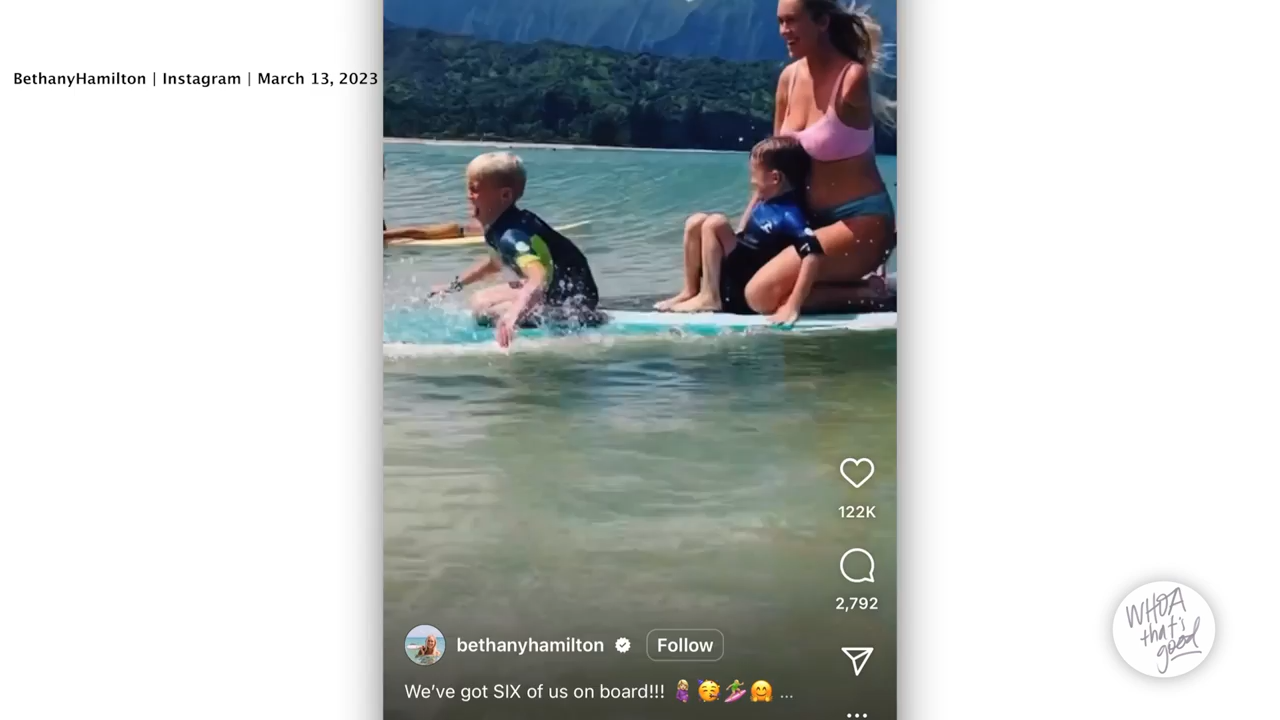 BethanyHamilton | Instagram | March 13, 2023
122K
2,792
bethanyhamilton
Follow
We’ve got SIX of us on board!!! 🤰🏼🥳🏄🏼‍♀️🤗 ...
WHOA
that's
good